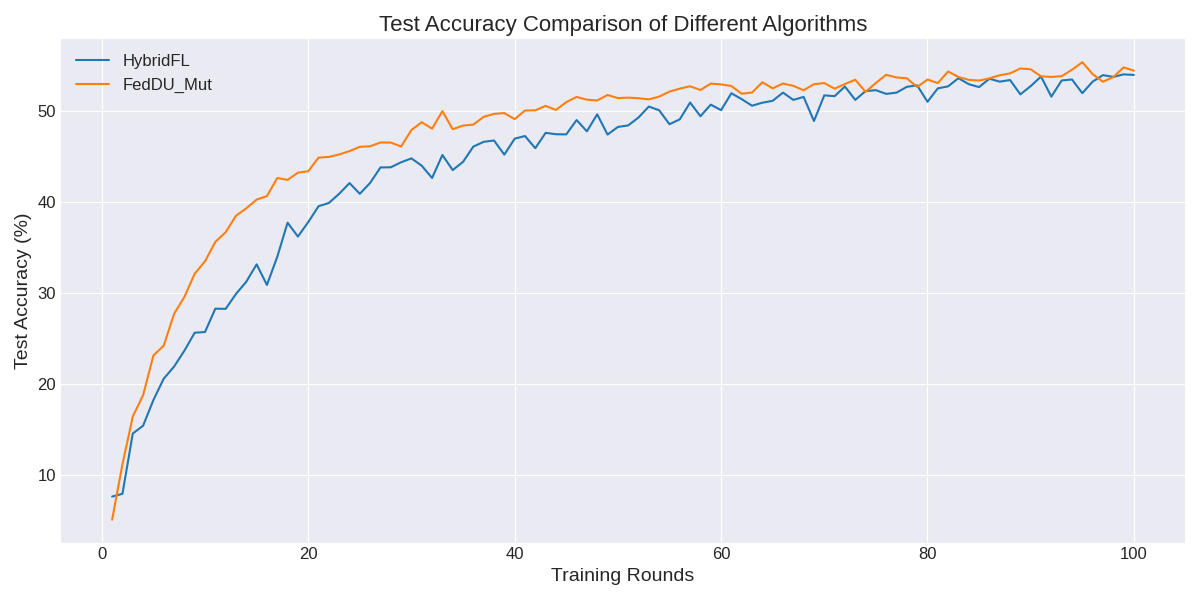 Test Accuracy Comparison of Different Algorithms
HybridFL
FedDU_Mut
Test Accuracy (%)
50
40
30
20
10
0 20 40 60 80 100
Training Rounds